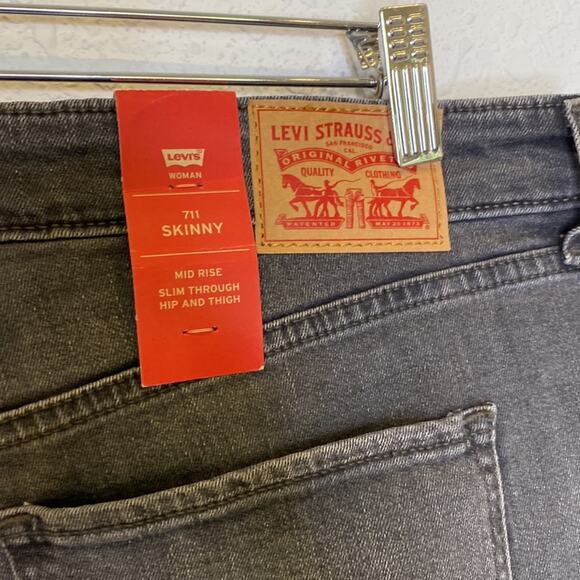 Levi's
WOMAN
711
SKINNY
MID RISE
SLIM THROUGH
HIP AND THIGH
LEVI STRAUSS &
SAN FRANCISCO
CAL.
ORIGINAL RIVETE
QUALITY CLOTHING
PATENTED MAY 20 1873